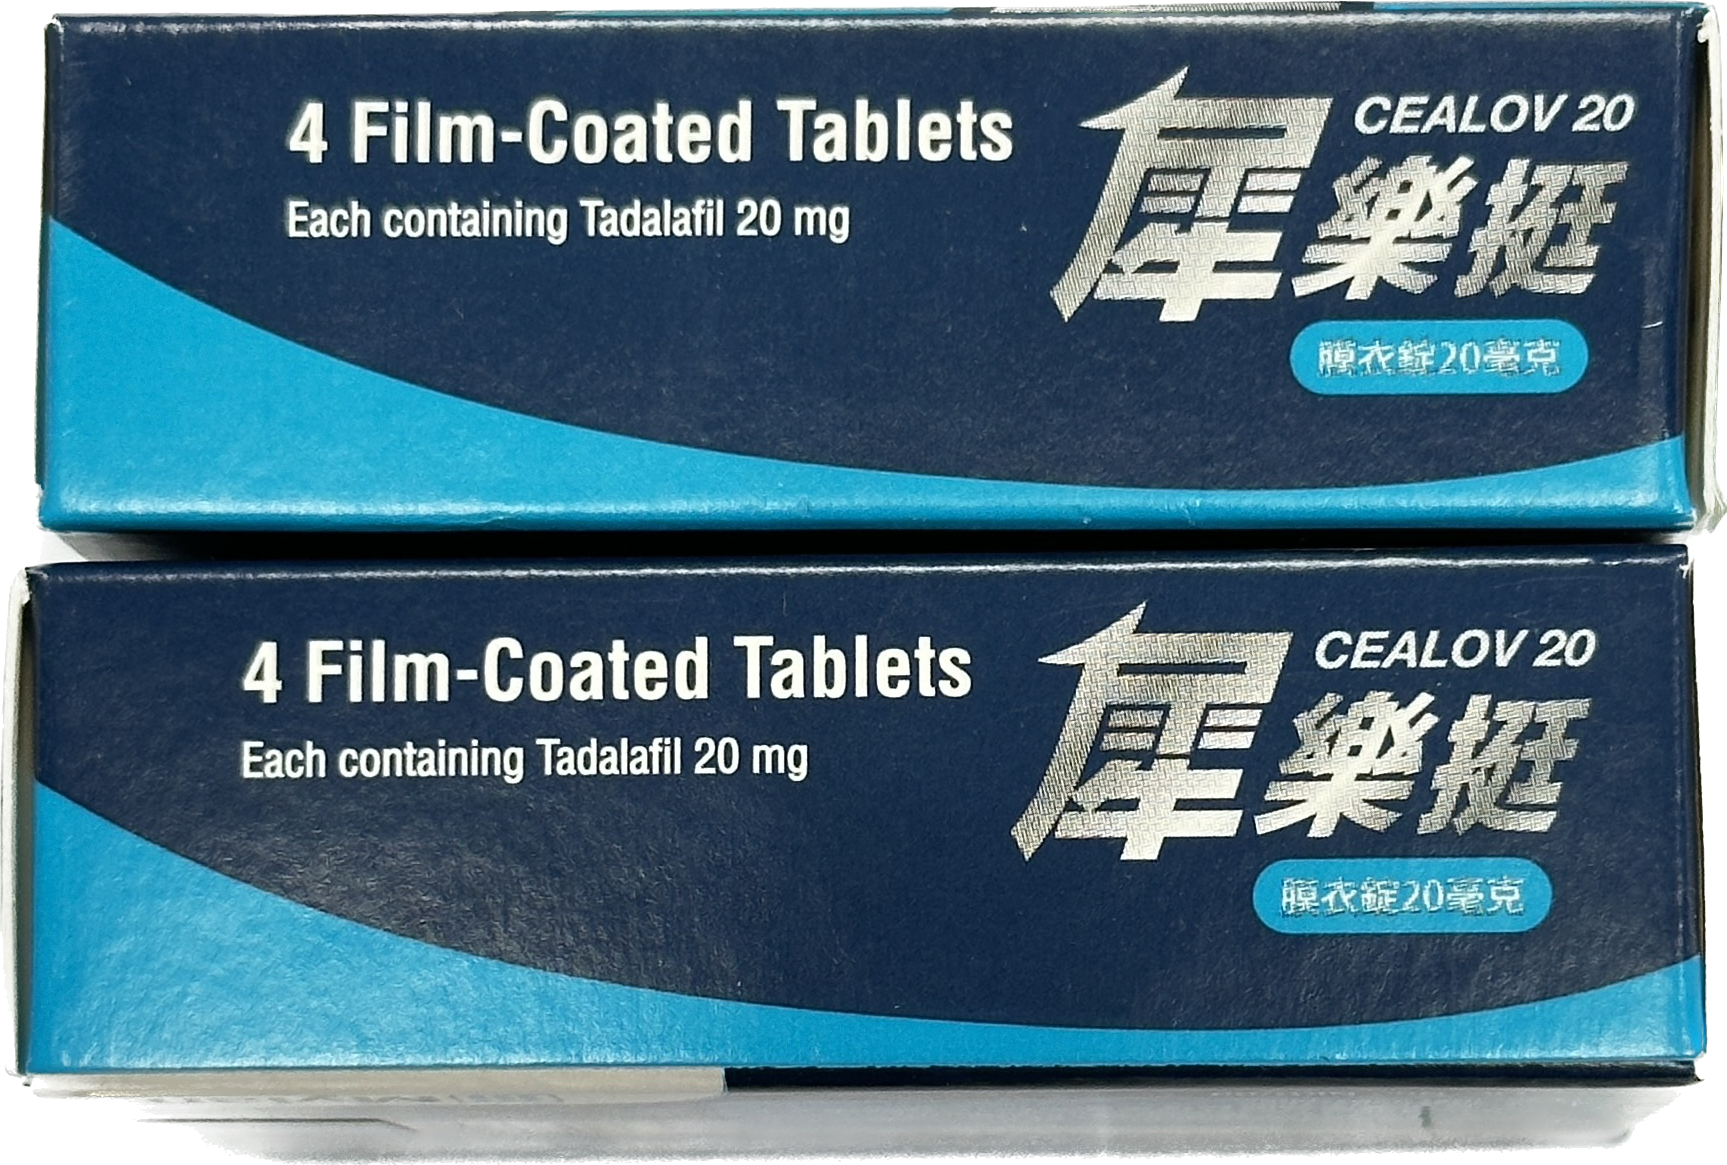 4 Film-Coated Tablets
Each containing Tadalafil 20 mg
CEALOV 20
犀樂挺
膜衣錠20毫克
4 Film-Coated Tablets
Each containing Tadalafil 20 mg
CEALOV 20
犀樂挺
膜衣錠20毫克